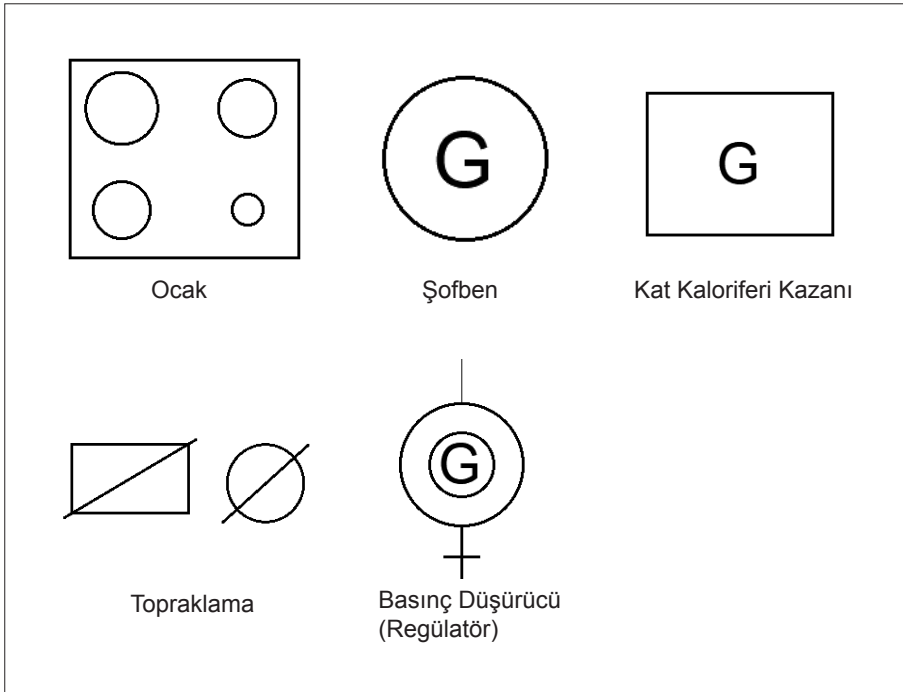 G
G
Ocak
Şofben
Kat Kaloriferi Kazanı
G
Topraklama
Basınç Düşürücü
(Regülatör)